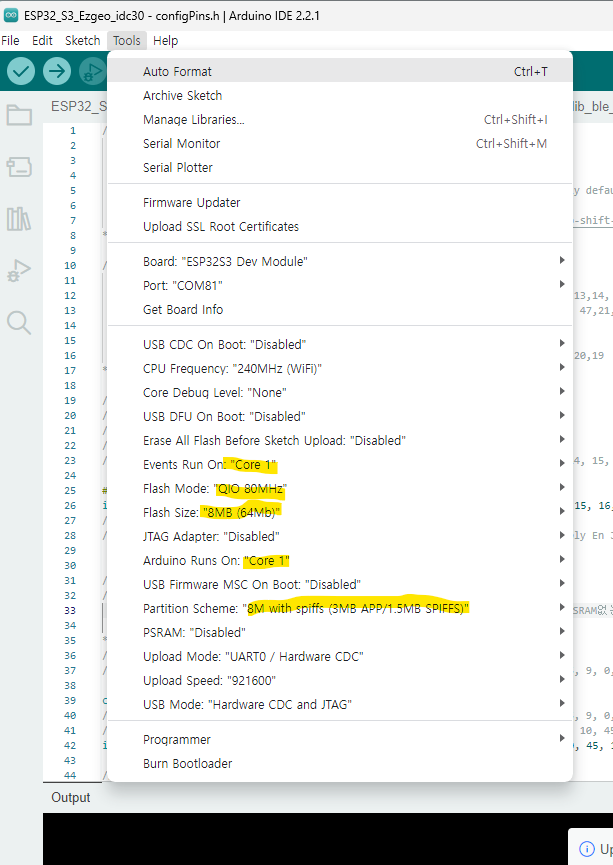 ESP32_S3_Ezgeo_idc30 - configPins.h | Arduino IDE 2.2.1
File Edit Sketch Tools Help
ESP32_S
lib_ble_
Auto Format Ctrl+T
Archive Sketch
Manage Libraries... Ctrl+Shift+I
Serial Monitor Ctrl+Shift+M
Serial Plotter
Firmware Updater
Upload SSL Root Certificates
Board: "ESP32S3 Dev Module"
Port: "COM81"
Get Board Info
USB CDC On Boot: "Disabled"
CPU Frequency: "240MHz (WiFi)"
Core Debug Level: "None"
USB DFU On Boot: "Disabled"
Erase All Flash Before Sketch Upload: "Disabled"
Events Run On: "Core 1"
Flash Mode: "QIO 80MHz"
Flash Size: "8MB (64Mb)"
JTAG Adapter: "Disabled"
Arduino Runs On: "Core 1"
USB Firmware MSC On Boot: "Disabled"
Partition Scheme: "8M with spiffs (3MB APP/1.5MB SPIFFS)"
PSRAM: "Disabled"
Upload Mode: "UART0 / Hardware CDC"
Upload Speed: "921600"
USB Mode: "Hardware CDC and JTAG"
Programmer
Burn Bootloader
1 /
2
3
4
5 y defau
6
7 -shift-
8 *
9
10 /
11
12 13,14,
13 47,21,
14
15
16 20,19
17 *
18
19 /
20 /
21 /
22 /
23 / 4, 15,
24
25 #
26 i 15, 16,
27 /
28 / ly En I
29
30
31 /
32 /
33 SRAM없
34
35 *
36 /
37 / , 9, 0,
38
39 c
40 / , 9, 0,
41 / 10, 45
42 i , 45, 1
43
44 /
Output
Up